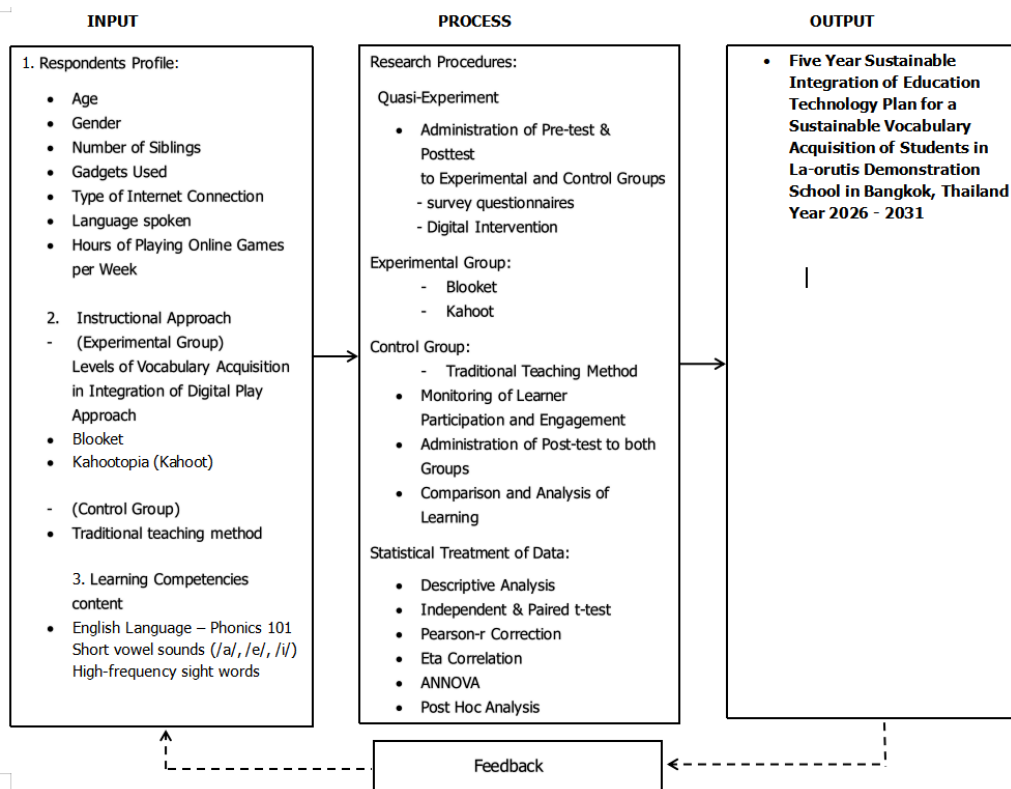 INPUT
1. Respondents Profile:
• Age
• Gender
• Number of Siblings
• Gadgets Used
• Type of Internet Connection
• Language spoken
• Hours of Playing Online Games
per Week
2. Instructional Approach
- (Experimental Group)
Levels of Vocabulary Acquisition
in Integration of Digital Play
Approach
• Blooket
• Kahootopia (Kahoot)
- (Control Group)
• Traditional teaching method
3. Learning Competencies
content
• English Language – Phonics 101
Short vowel sounds (/a/, /e/, /i/)
High-frequency sight words
PROCESS
Research Procedures:
Quasi-Experiment
• Administration of Pre-test &
Posttest
to Experimental and Control Groups
- survey questionnaires
- Digital Intervention
Experimental Group:
- Blooket
- Kahoot
Control Group:
- Traditional Teaching Method
• Monitoring of Learner
Participation and Engagement
• Administration of Post-test to both
Groups
• Comparison and Analysis of
Learning
Statistical Treatment of Data:
• Descriptive Analysis
• Independent & Paired t-test
• Pearson-r Correction
• Eta Correlation
• ANNOVA
• Post Hoc Analysis
OUTPUT
• Five Year Sustainable
Integration of Education
Technology Plan for a
Sustainable Vocabulary
Acquisition of Students in
La-orutis Demonstration
School in Bangkok, Thailand
Year 2026 - 2031
Feedback